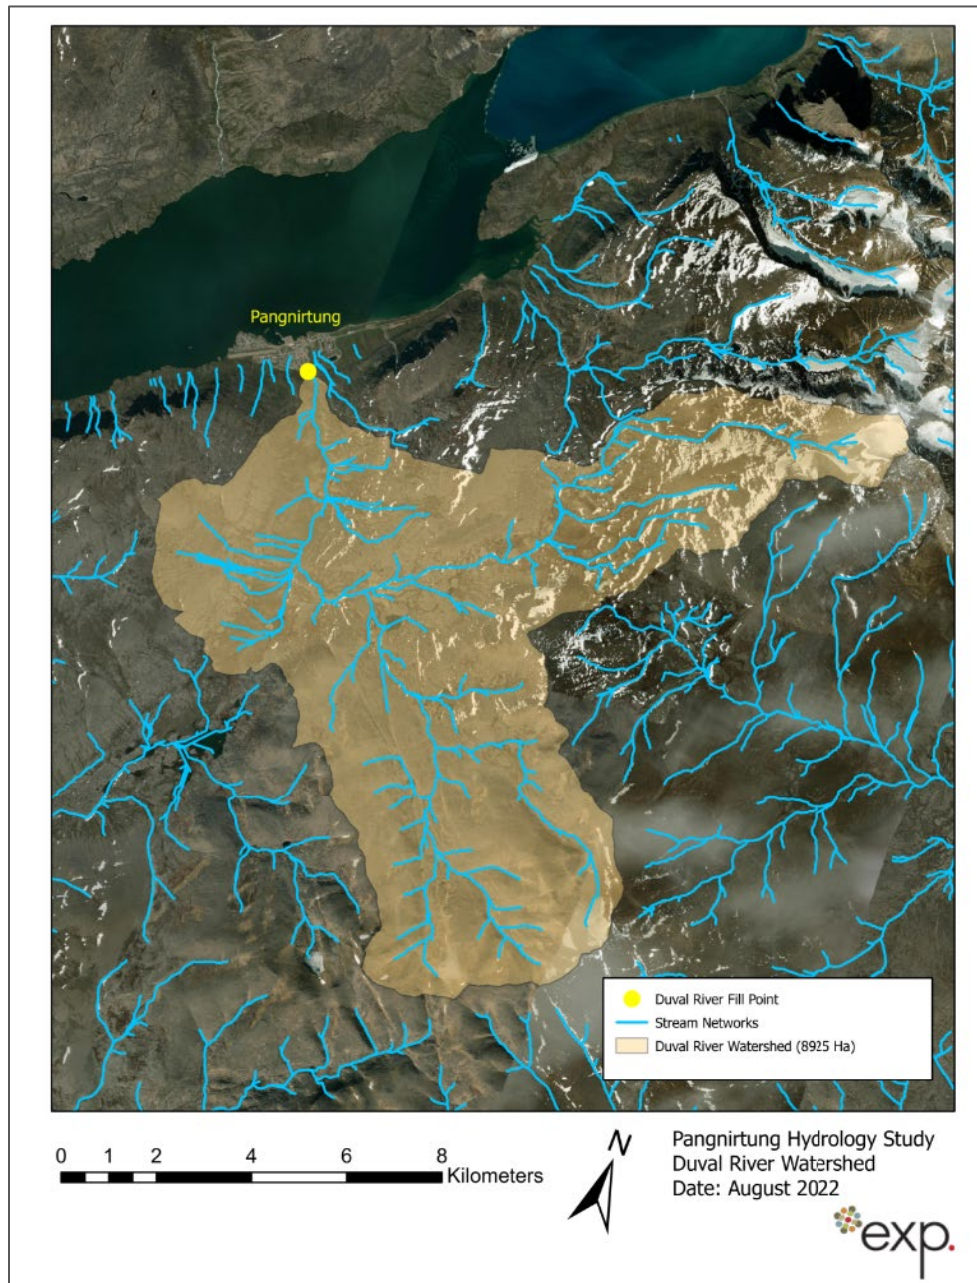 Pangnirtung
Duval River Fill Point
Stream Networks
Duval River Watershed (8925 Ha)
0 1 2 4 6 8
Kilometers
N
Pangnirtung Hydrology Study
Duval River Watershed
Date: August 2022
exp.